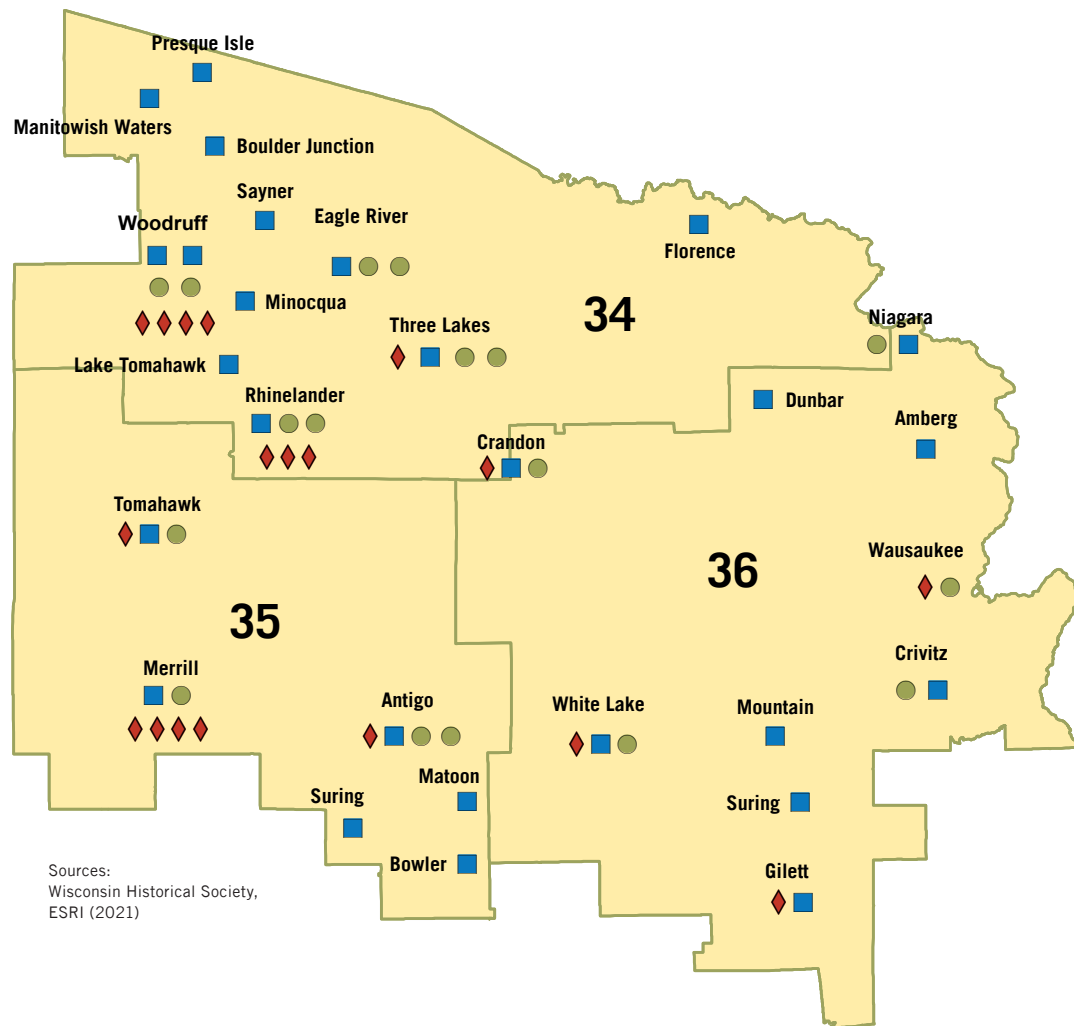 Presque Isle
Manitowish Waters
Boulder Junction
Sayner
Eagle River
Woodruff
Florence
Minocqua
34
Niagara
Three Lakes
Lake Tomahawk
Rhinelander
Dunbar
Amberg
Crandon
Tomahawk
Wausaukee
36
35
Crivitz
Merrill
Antigo
White Lake
Mountain
Matoon
Suring
Suring
Bowler
Gilett
Sources:
Wisconsin Historical Society,
ESRI (2021)